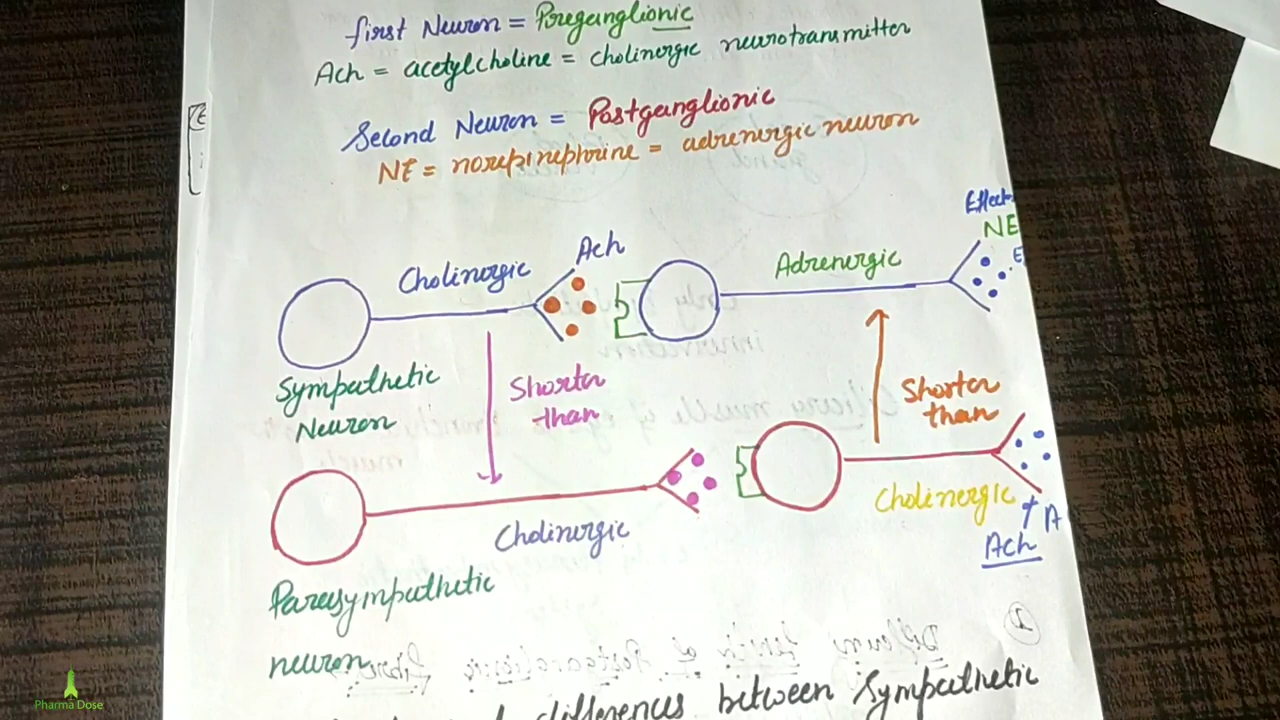 first Neuron = Preganglionic
Ach = acetylcholine = cholinergic neurotransmitter
Second Neuron = Postganglionic
NE = norepinephrine = adrenergic neuron
Effect
NE
E
Cholinergic
Ach
Adrenergic
Sympathetic
Neuron
Shorter
than
Shorter
than
Cholinergic
Cholinergic
A
Ach
Parasympathetic
neuron
differences between Sympathetic
Pharma Dose